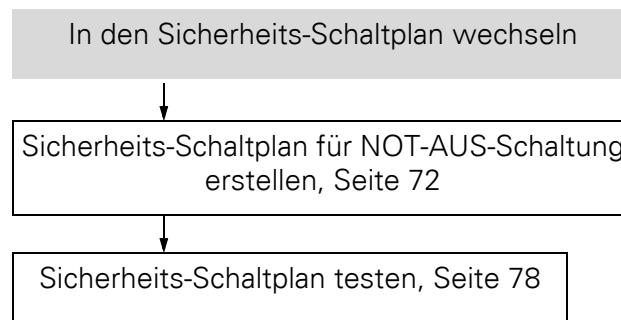 In den Sicherheits-Schaltplan wechseln
Sicherheits-Schaltplan für NOT-AUS-Schaltung
erstellen, Seite 72
Sicherheits-Schaltplan testen, Seite 78